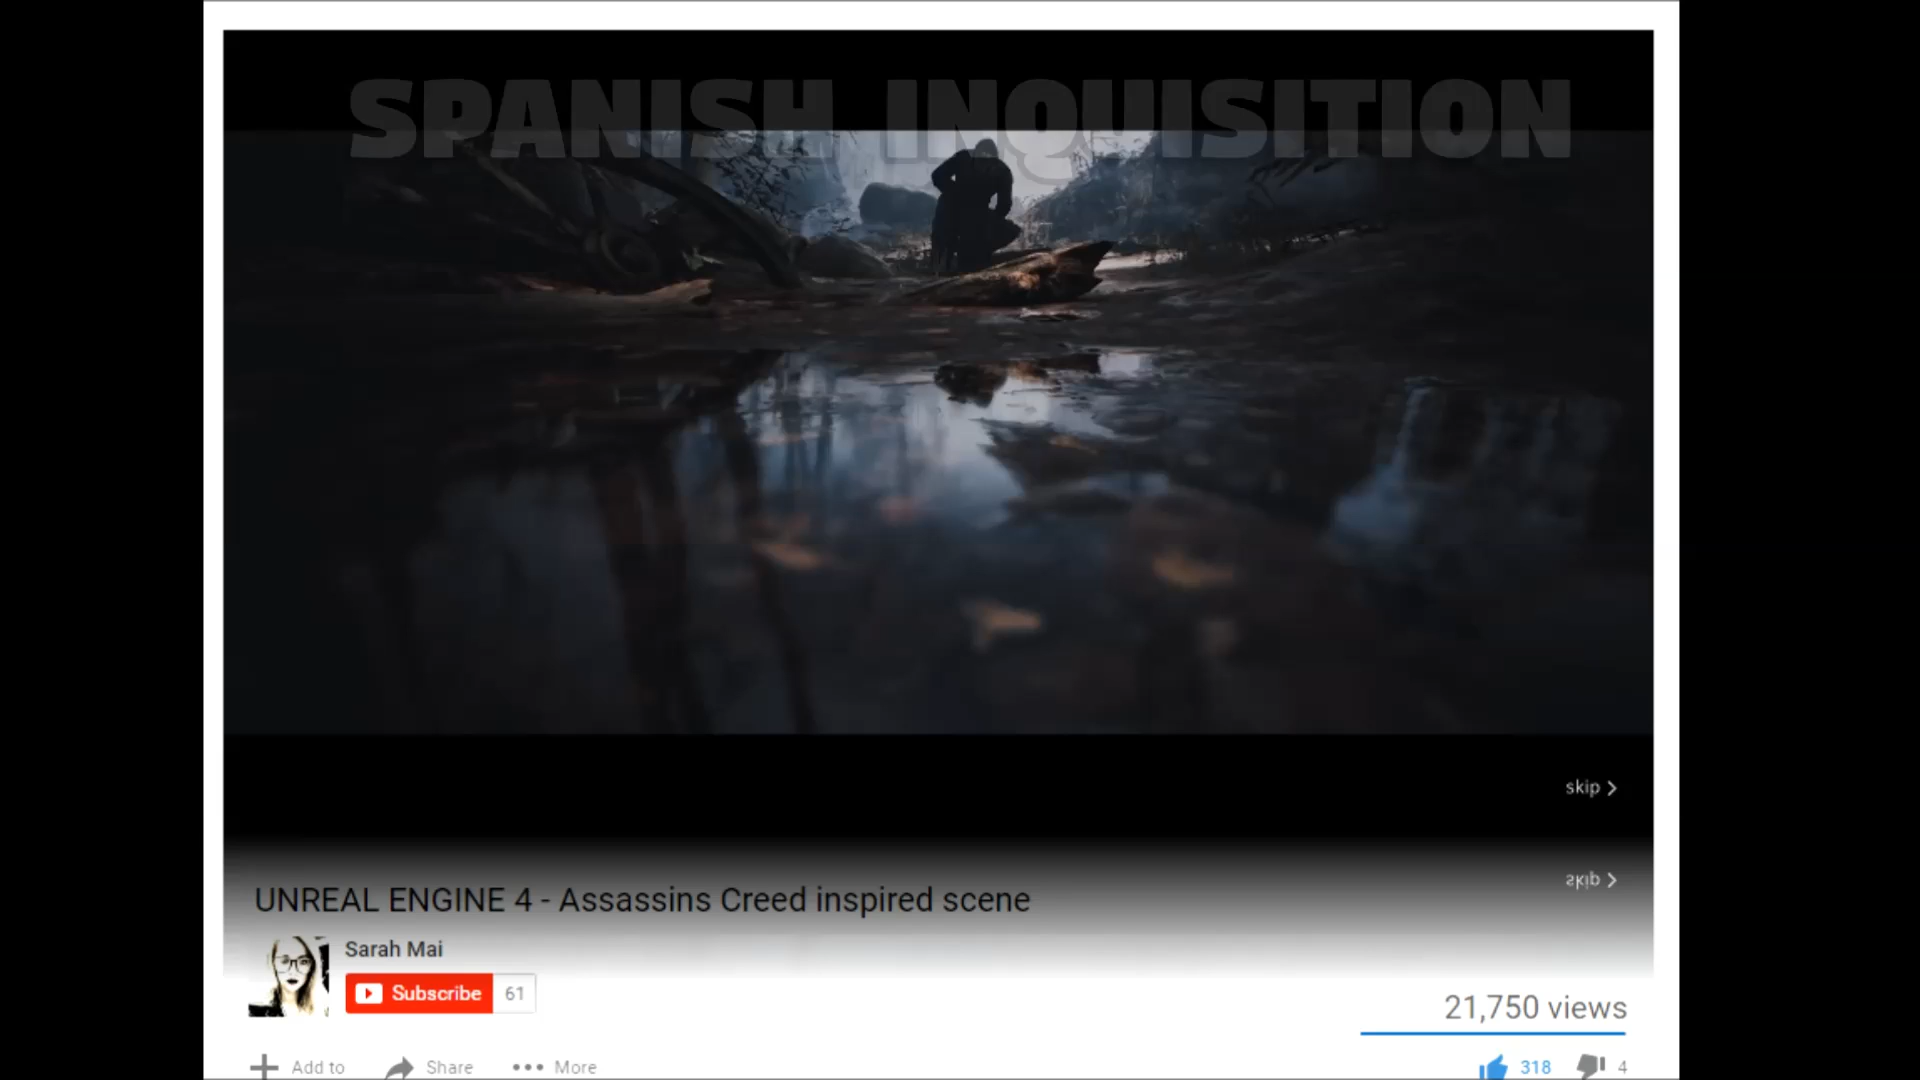 SPANISH INQUISITION
skip
skip
UNREAL ENGINE 4 - Assassins Creed inspired scene
Sarah Mai
Subscribe 61
21,750 views
Add to Share More 318 4